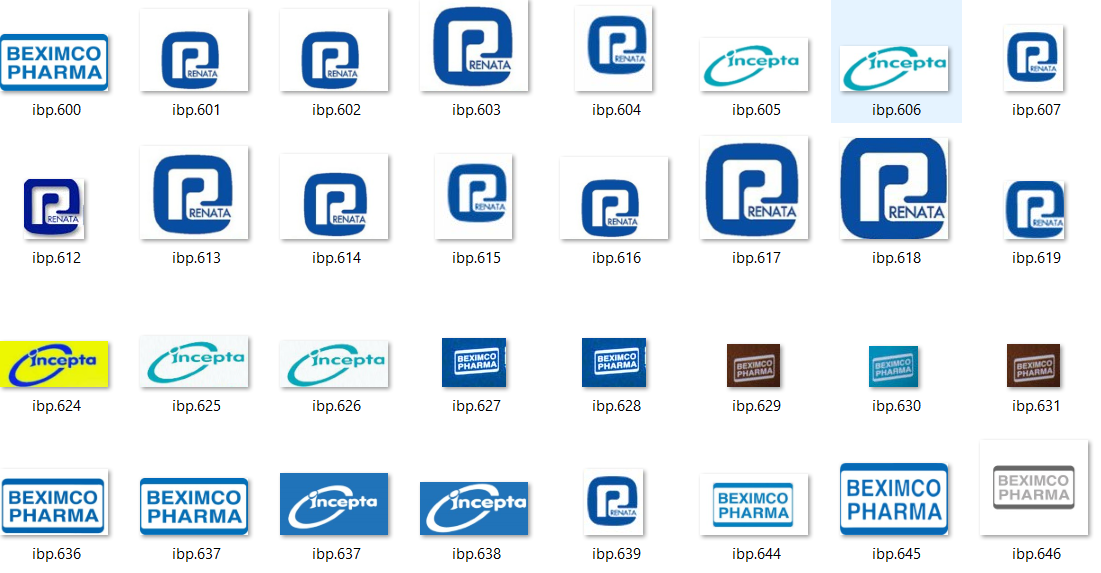 BEXIMCO
PHARMA
RENATA
RENATA
RENATA
RENATA
incepta
incepta
RENATA
ibp.600
ibp.601
ibp.602
ibp.603
ibp.604
ibp.605
ibp.606
ibp.607
RENATA
RENATA
RENATA
RENATA
RENATA
RENATA
RENATA
RENATA
ibp.612
ibp.613
ibp.614
ibp.615
ibp.616
ibp.617
ibp.618
ibp.619
incepta
incepta
incepta
BEXIMCO
PHARMA
BEXIMCO
PHARMA
BEXIMCO
PHARMA
BEXIMCO
PHARMA
BEXIMCO
PHARMA
ibp.624
ibp.625
ibp.626
ibp.627
ibp.628
ibp.629
ibp.630
ibp.631
BEXIMCO
PHARMA
BEXIMCO
PHARMA
incepta
incepta
RENATA
BEXIMCO
PHARMA
BEXIMCO
PHARMA
BEXIMCO
PHARMA
ibp.636
ibp.637
ibp.637
ibp.638
ibp.639
ibp.644
ibp.645
ibp.646